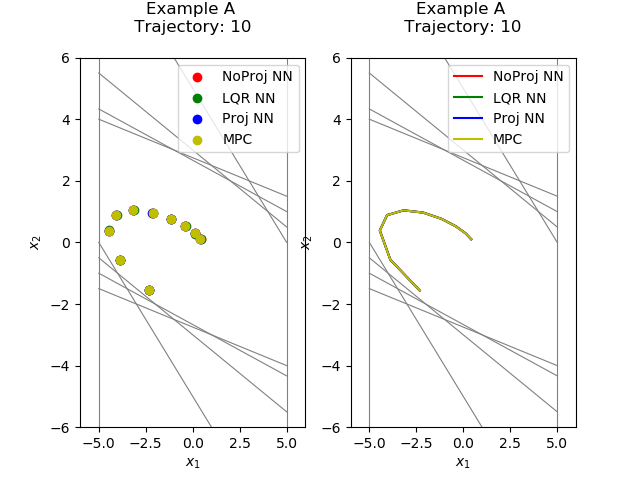 Example A
Trajectory: 10
NoProj NN
LQR NN
Proj NN
MPC
6
4
2
0
−2
−4
−6
x₂
−5.0
−2.5
0.0
2.5
5.0
x₁
Example A
Trajectory: 10
NoProj NN
LQR NN
Proj NN
MPC
6
4
2
0
−2
−4
−6
x₂
−5.0
−2.5
0.0
2.5
5.0
x₁